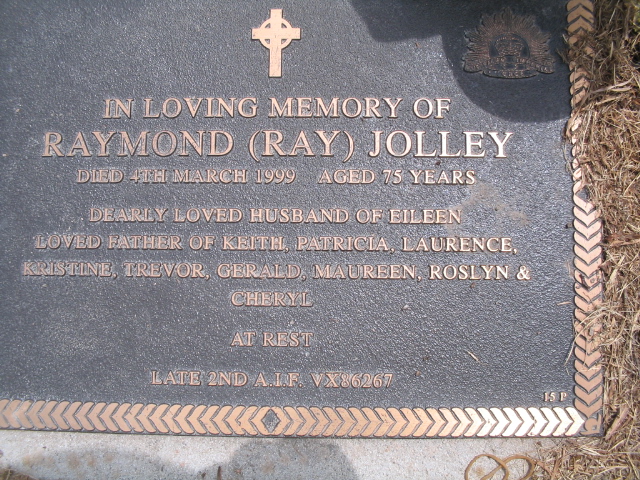 IN LOVING MEMORY OF
RAYMOND (RAY) JOLLEY
DIED 4TH MARCH 1999 AGED 75 YEARS
DEARLY LOVED HUSBAND OF EILEEN
LOVED FATHER OF KEITH, PATRICIA, LAURENCE,
KRISTINE, TREVOR, GERALD, MAUREEN, ROSLYN &
CHERYL
AT REST
LATE 2ND A.I.F. VX86267
15 P